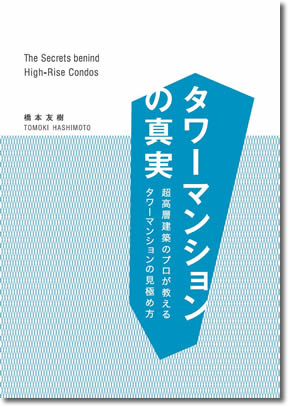 The Secrets benind
High-Rise Condos
橋本友樹
TOMOKI HASHIMOTO
タワーマンション
の真実
超高層建築のプロが教える
タワーマンションの見極め方